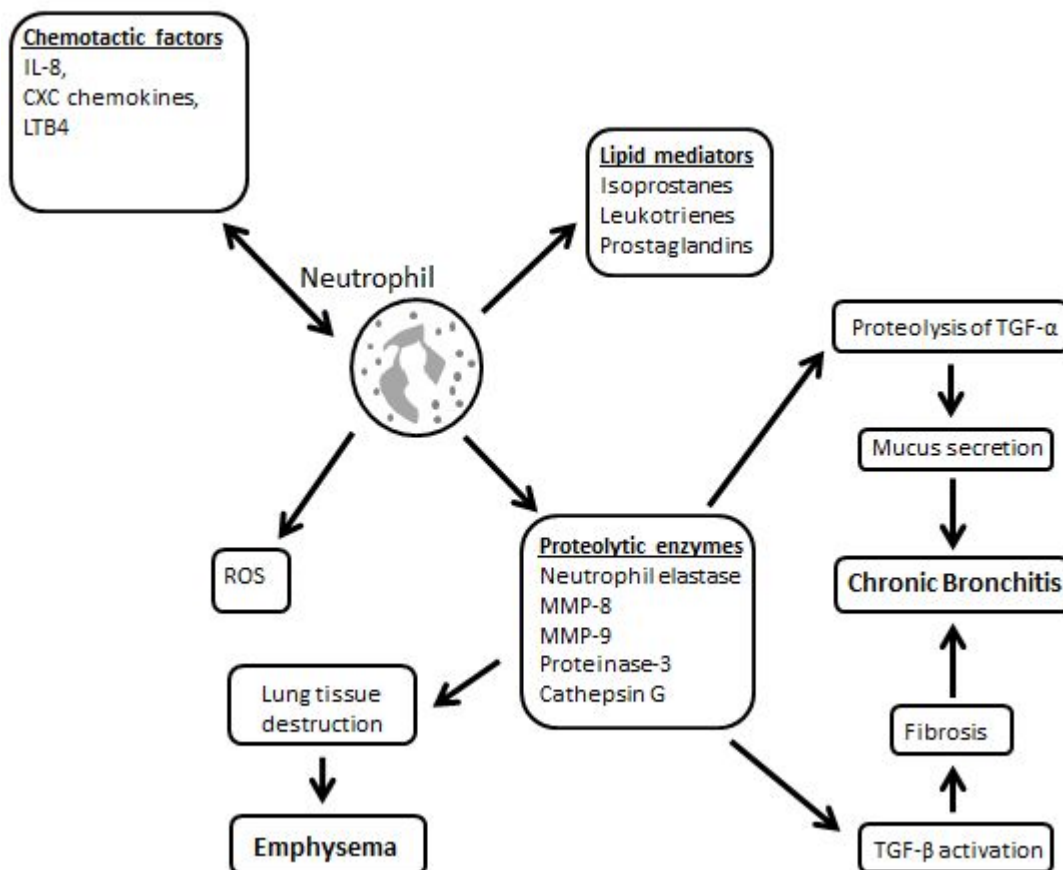 Chemotactic factors
IL-8,
CXC chemokines,
LTB4
Lipid mediators
Isoprostanes
Leukotrienes
Prostaglandins
Neutrophil
Proteolysis of TGF-α
Mucus secretion
ROS
Proteolytic enzymes
Neutrophil elastase
MMP-8
MMP-9
Proteinase-3
Cathepsin G
Chronic Bronchitis
Lung tissue
destruction
Fibrosis
Emphysema
TGF-β activation